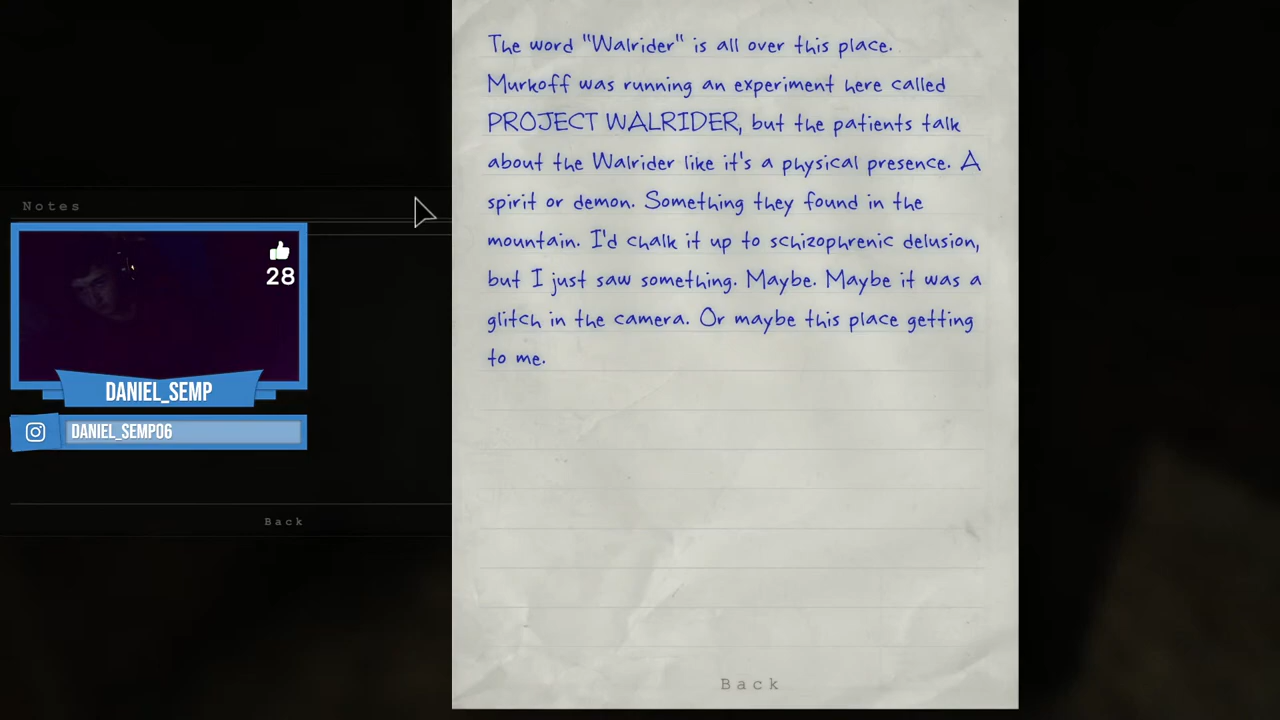 The word "Walrider" is all over this place.
Murkoff was running an experiment here called
PROJECT WALRIDER, but the patients talk
about the Walrider like it's a physical presence. A
spirit or demon. Something they found in the
mountain. I'd chalk it up to schizophrenic delusion,
but I just saw something. Maybe. Maybe it was a
glitch in the camera. Or maybe this place getting
to me.
Back
Notes
28
DANIEL_SEMP
DANIEL_SEMP06
Back